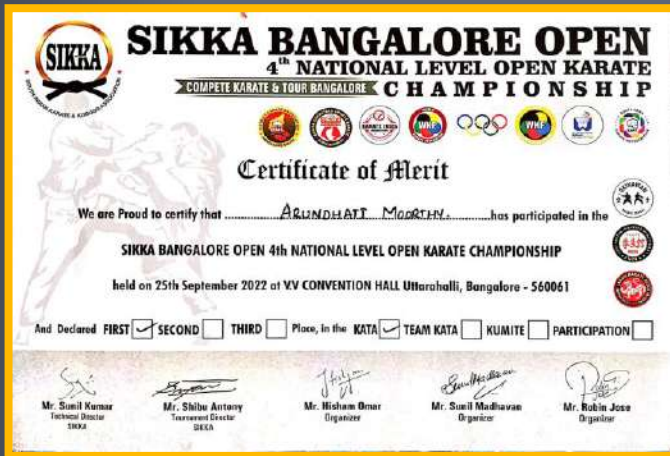 SIKKA
SIKKA BANGALORE OPEN
4th NATIONAL LEVEL OPEN KARATE
COMPETE KARATE & TOUR BANGALORE
CHAMPIONSHIP
WKF
WKF
Certificate of Merit
We are Proud to certify that ARUNDHATI MOORTHY. has participated in the
SIKKA BANGALORE OPEN 4th NATIONAL LEVEL OPEN KARATE CHAMPIONSHIP
held on 25th September 2022 at V.V CONVENTION HALL Uttarahalli, Bangalore - 560061
And Declared FIRST SECOND THIRD Place, in the KATA TEAM KATA KUMITE PARTICIPATION
Mr. Sunil Kumar
Technical Director
SIKKA
Mr. Shibu Antony
Tournament Director
SIKKA
Mr. Hisham Omar
Organizer
Mr. Sunil Madhavan
Organizer
Mr. Robin Jose
Organizer